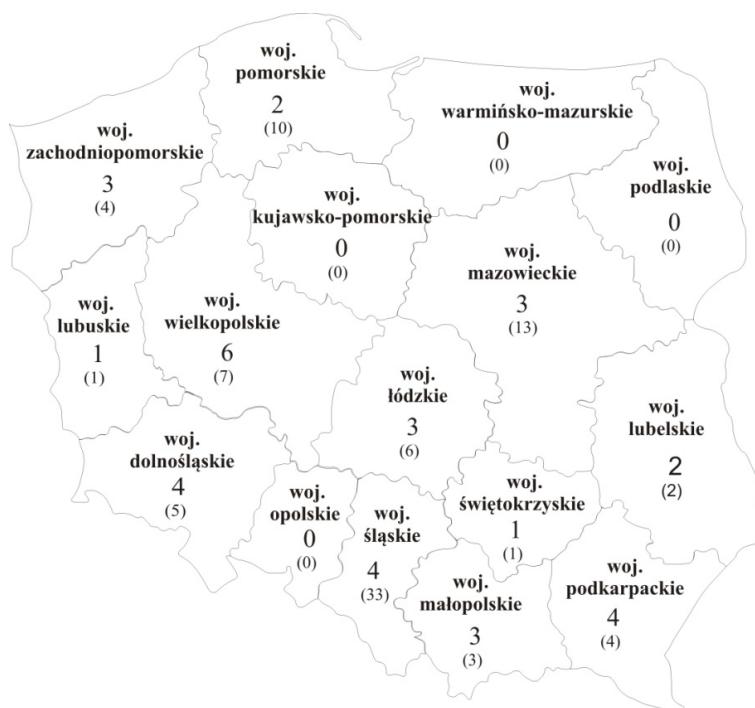 woj.
pomorskie
2
(10)
woj.
warmińsko-mazurskie
0
(0)
woj.
zachodniopomorskie
3
(4)
woj.
podlaskie
0
(0)
woj.
kujawsko-pomorskie
0
(0)
woj.
mazowieckie
3
(13)
woj.
lubuskie
1
(1)
woj.
wielkopolskie
6
(7)
woj.
łódzkie
3
(6)
woj.
lubelskie
2
(2)
woj.
dolnośląskie
4
(5)
woj.
opolskie
0
(0)
woj.
śląskie
4
(33)
woj.
świętokrzyskie
1
(1)
woj.
małopolskie
3
(3)
woj.
podkarpackie
4
(4)